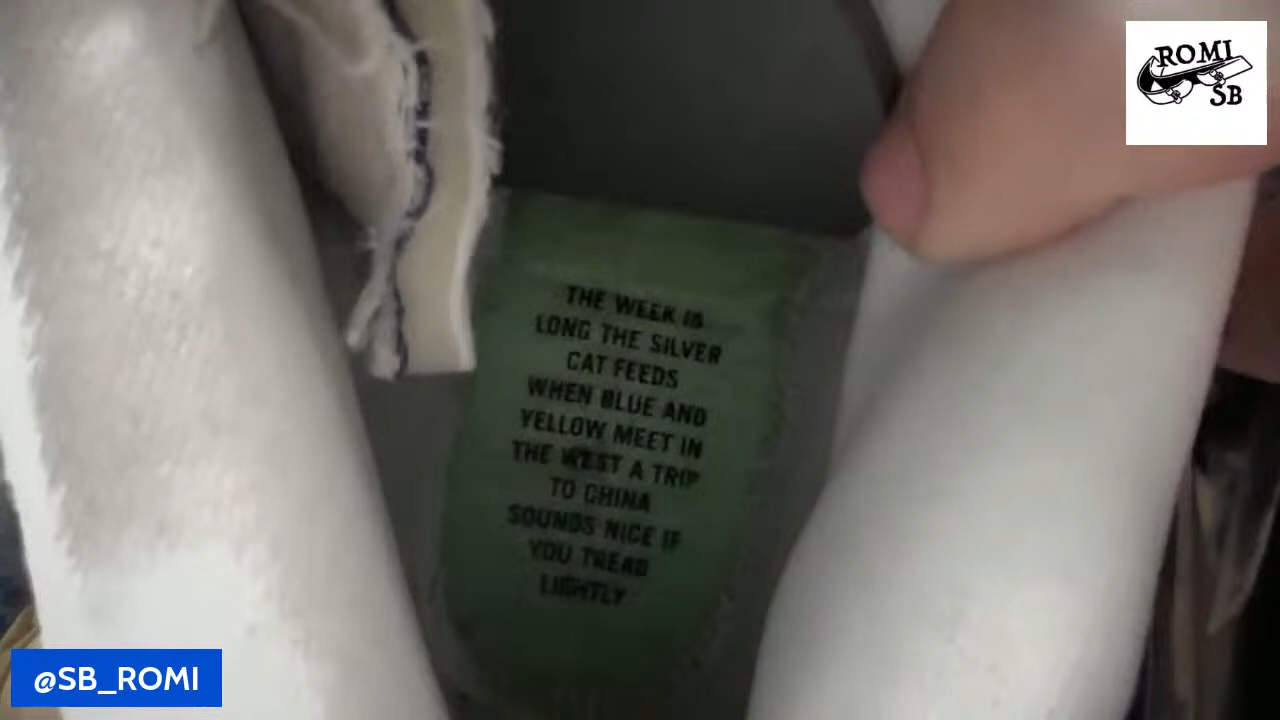 ROMI
SB
THE WEEK IS
LONG THE SILVER
CAT FEEDS
WHEN BLUE AND
YELLOW MEET IN
THE WEST A TRIP
TO CHINA
SOUNDS NICE IF
YOU TREAD
LIGHTLY
@SB_ROMI